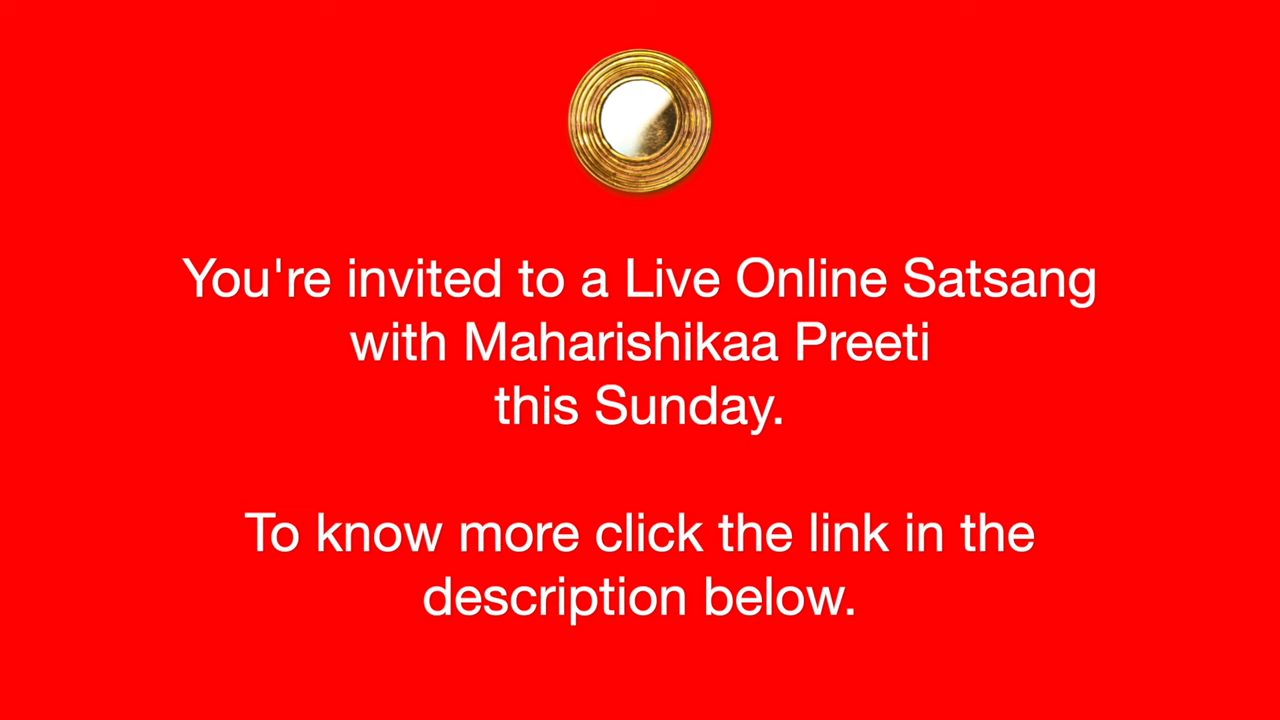 You're invited to a Live Online Satsang
with Maharishikaa Preeti
this Sunday.
To know more click the link in the
description below.